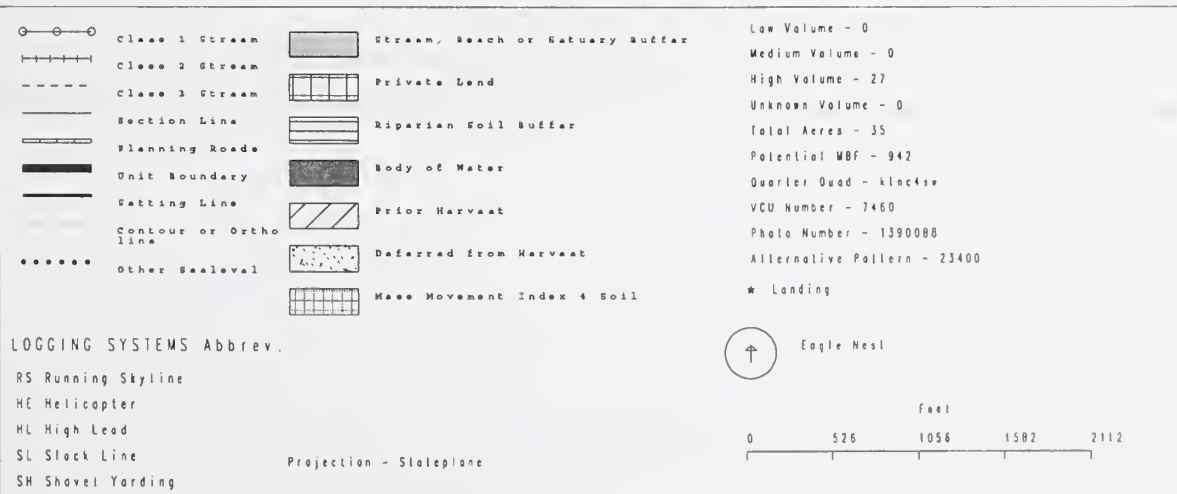 Class 1 Stream
Class 2 Stream
Class 3 Stream
Section Line
Planning Roads
Unit Boundary
Setting Line
Contour or Ortho
line
Other Sealeval
Stream, Beach or Estuary Buffer
Private Land
Riparian Soil Buffer
Body of Water
Prior Harvest
Deferred from Harvest
Mass Movement Index 4 Soil
Low Volume - 0
Medium Volume - 0
High Volume - 27
Unknown Volume - 0
Total Acres - 35
Potential MBF - 942
Quarter Quad - klnc4sw
VCU Number - 7460
Photo Number - 1390088
Alternative Pattern - 23400
★ Landing
Eagle Nest
LOGGING SYSTEMS Abbrev.
RS Running Skyline
HE Helicopter
HL High Lead
SL Slack Line
SH Shovel Yarding
Projection - Stateplane
Feet
0 526 1056 1582 2112